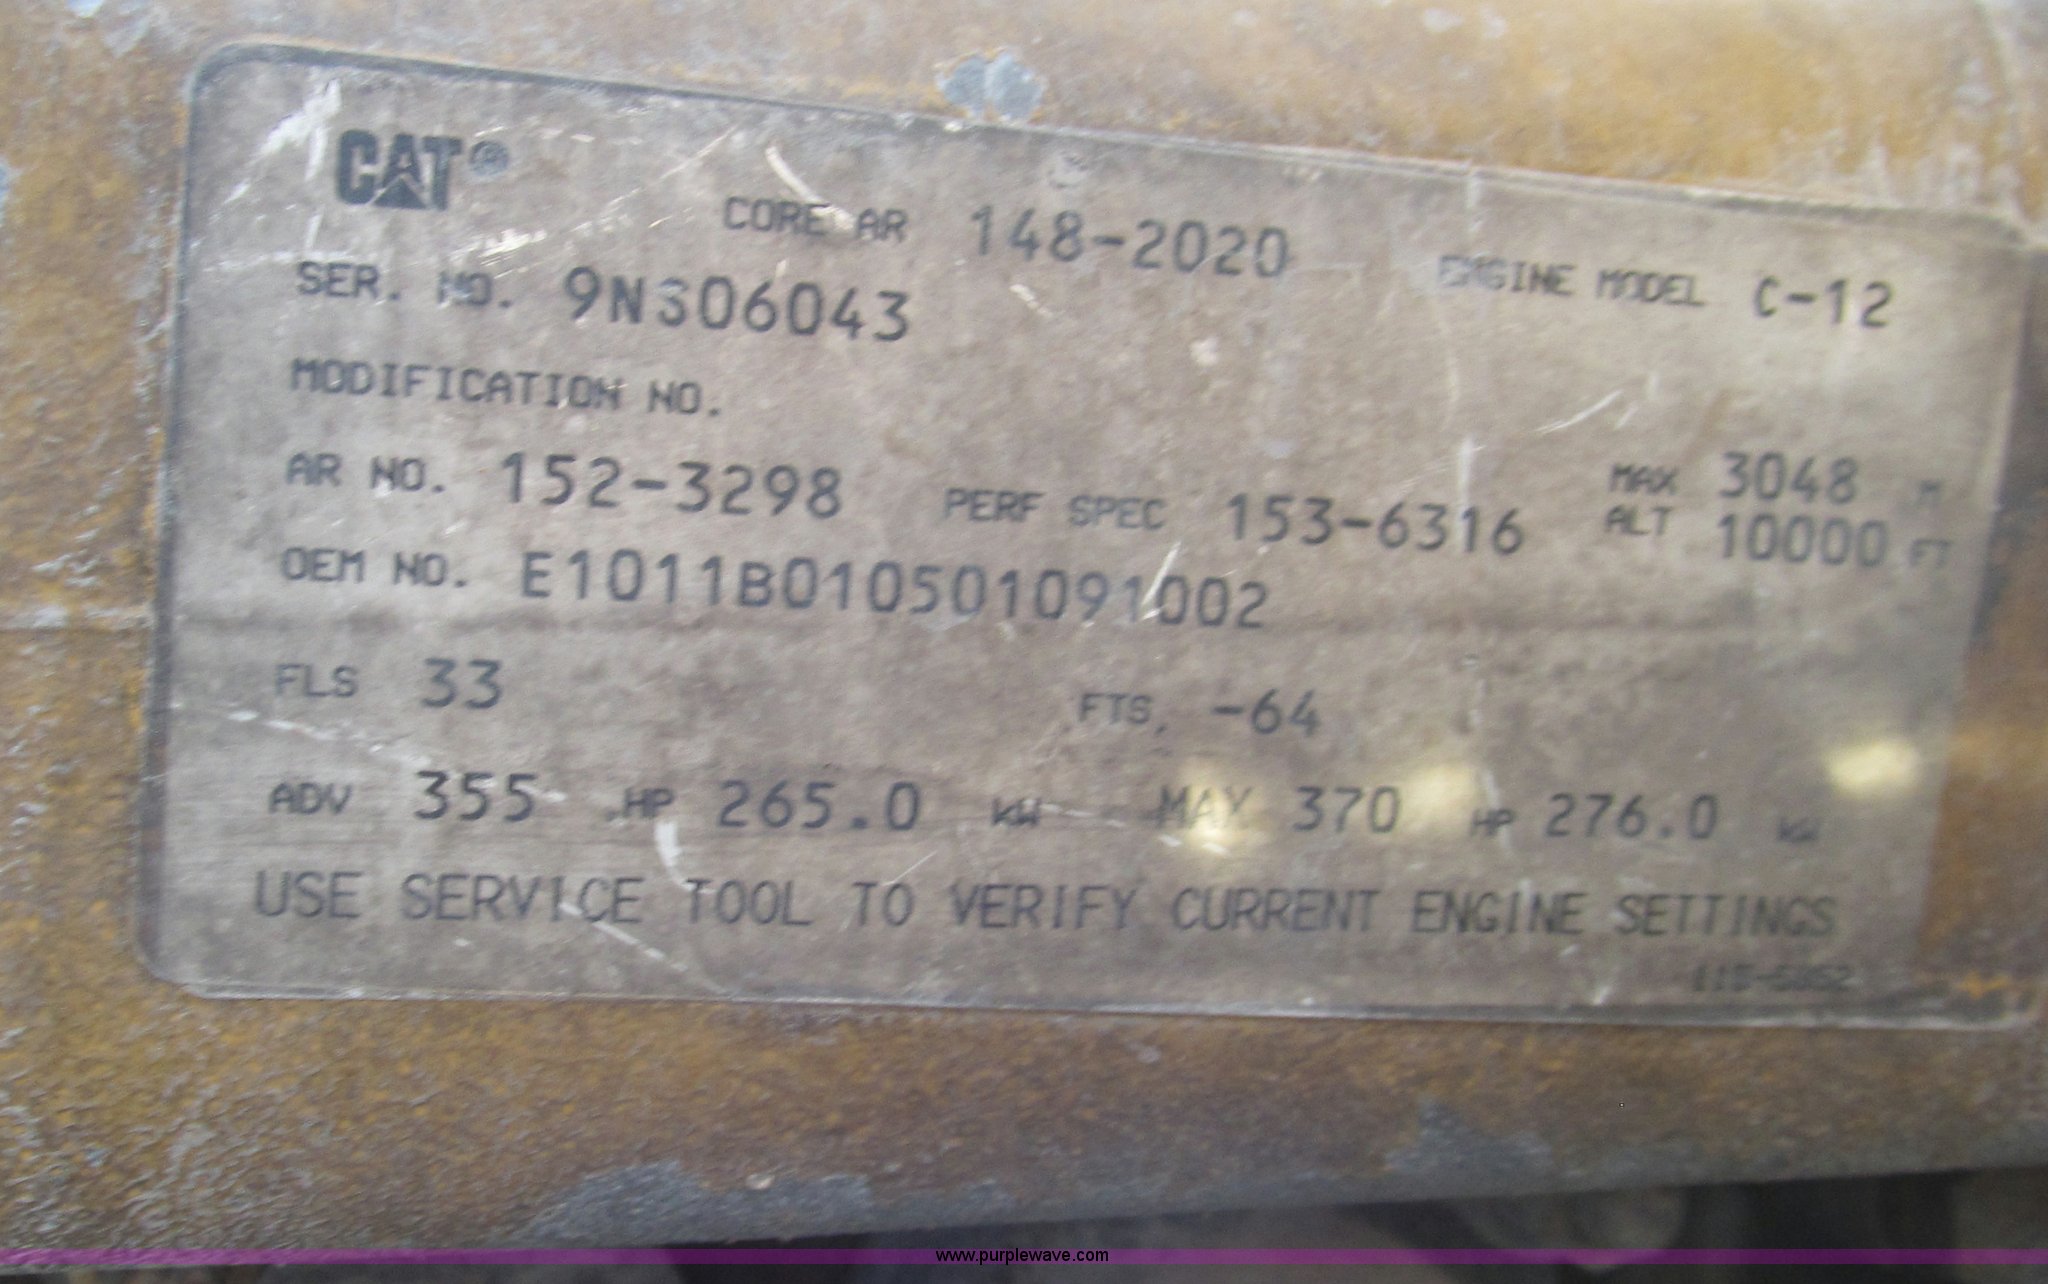 CAT®
CORE AR 148-2020 ENGINE MODEL C-12
SER. NO. 9NS06043
MODIFICATION NO.
AR NO. 152-3298 PERF SPEC 153-6316 MAX ALT 3048 M 10000 FT
OEM NO. E1011B010501091002
FLS 33 FTS. -64
ADV 355 HP 265.0 kW MAX 370 HP 276.0 kW
USE SERVICE TOOL TO VERIFY CURRENT ENGINE SETTINGS
www.purplewave.com